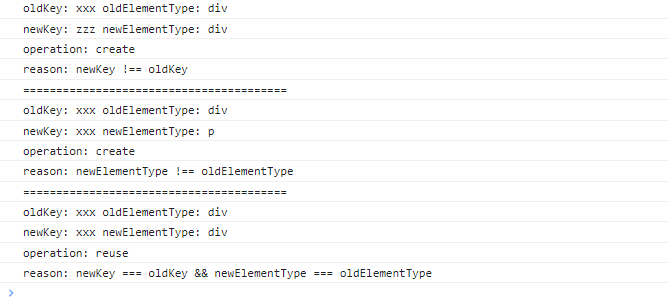 oldKey: xxx oldElementType: div
newKey: zzz newElementType: div
operation: create
reason: newKey !== oldKey
========================================
oldKey: xxx oldElementType: div
newKey: xxx newElementType: p
operation: create
reason: newElementType !== oldElementType
========================================
oldKey: xxx oldElementType: div
newKey: xxx newElementType: div
operation: reuse
reason: newKey === oldKey && newElementType === oldElementType
>